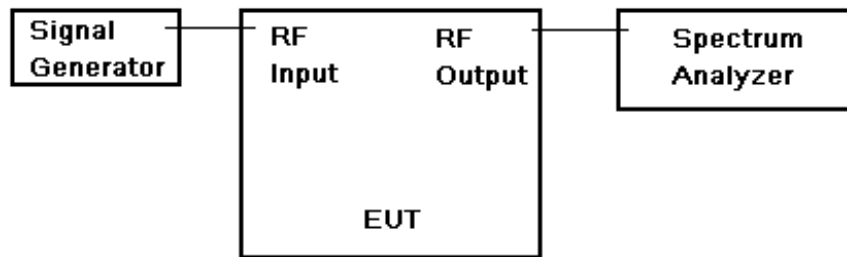 Signal
Generator
RF
Input
RF
Output
EUT
Spectrum
Analyzer